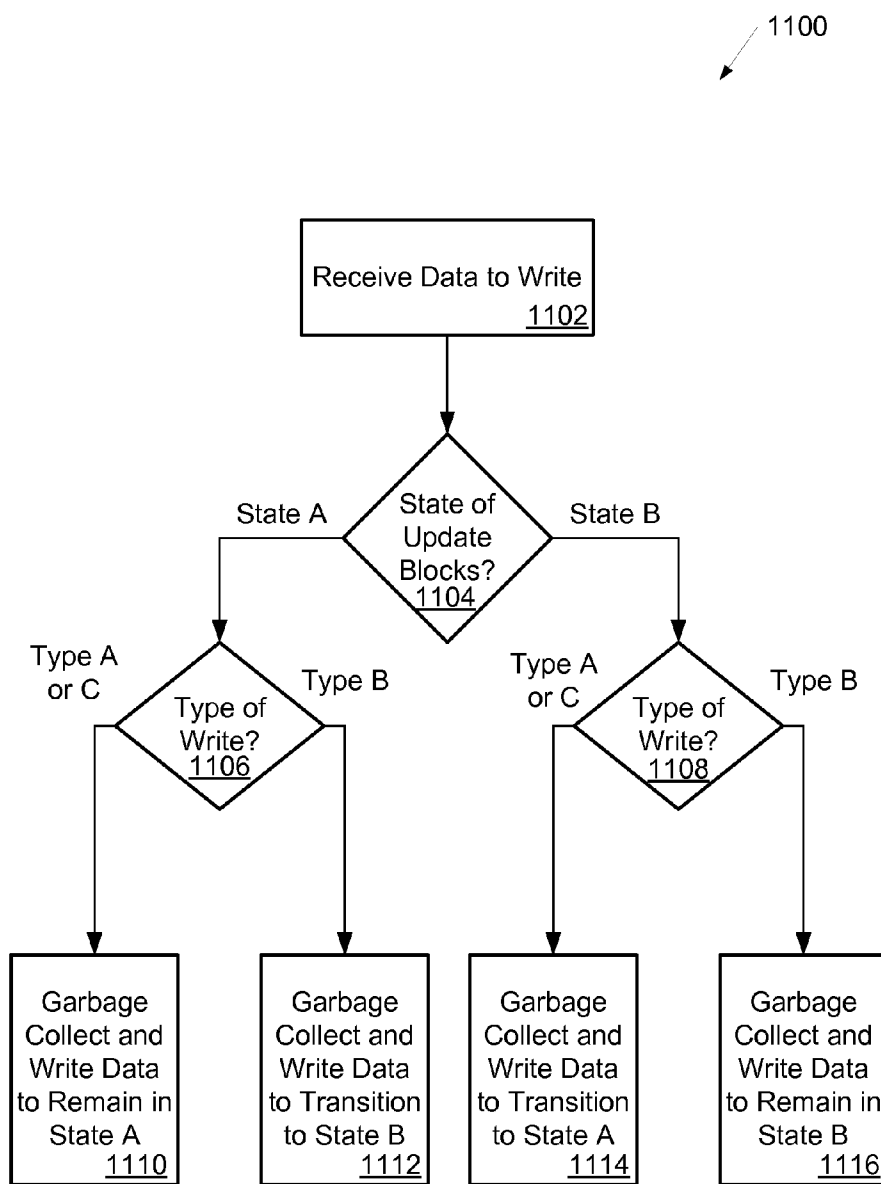 1100
Receive Data to Write
1102
State A
State of
Update
Blocks?
1104
State B
Type A
or C
Type of
Write?
1106
Type B
Type A
or C
Type of
Write?
1108
Type B
Garbage
Collect and
Write Data
to Remain in
State A
1110
Garbage
Collect and
Write Data
to Transition
to State B
1112
Garbage
Collect and
Write Data
to Transition
to State A
1114
Garbage
Collect and
Write Data
to Remain in
State B
1116